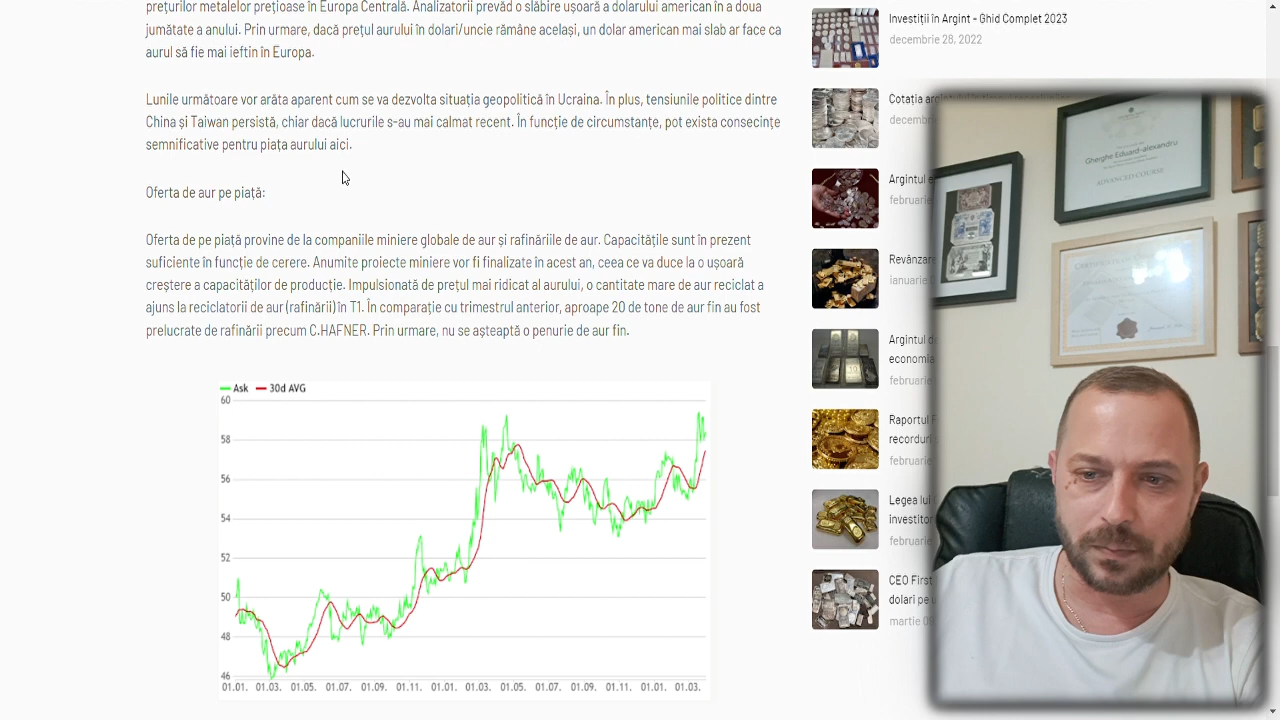 prețurilor metalelor prețioase în Europa Centrală. Analizatorii prevăd o slăbire ușoară a dolarului american în a doua
jumătate a anului. Prin urmare, dacă prețul aurului în dolari/uncie rămâne același, un dolar american mai slab ar face ca
aurul să fie mai ieftin în Europa.
Lunile următoare vor arăta aparent cum se va dezvolta situația geopolitică în Ucraina. În plus, tensiunile politice dintre
China și Taiwan persistă, chiar dacă lucrurile s-au mai calmat recent. În funcție de circumstanțe, pot exista consecințe
semnificative pentru piața aurului aici.
Oferta de aur pe piață:
Oferta de pe piață provine de la companiile miniere globale de aur și rafinăriile de aur. Capacitățile sunt în prezent
suficiente în funcție de cerere. Anumite proiecte miniere vor fi finalizate în acest an, ceea ce va duce la o ușoară
creștere a capacităților de producție. Impulsionată de prețul mai ridicat al aurului, o cantitate mare de aur reciclat a
ajuns la reciclatorii de aur (rafinării) în T1. În comparație cu trimestrul anterior, aproape 20 de tone de aur fin au fost
prelucrate de rafinării precum C.HAFNER. Prin urmare, nu se așteaptă o penurie de aur fin.
Ask 30d AVG
60
58
56
54
52
50
48
46
01.01. 01.03. 01.05. 01.07. 01.09. 01.11. 01.01. 01.03. 01.05. 01.07. 01.09. 01.11. 01.01. 01.03.
Investiții în Argint - Ghid Complet 2023
decembrie 28, 2022
Cotația
Argintul
februarie
Revânzare
ianuarie
Argintul
economia
februarie
Raportul
februarie
Legea lui
investitor
februarie
CEO First
dolari pe
martie
Gherghe Eduard-alexandru
ADVANCED COURSE